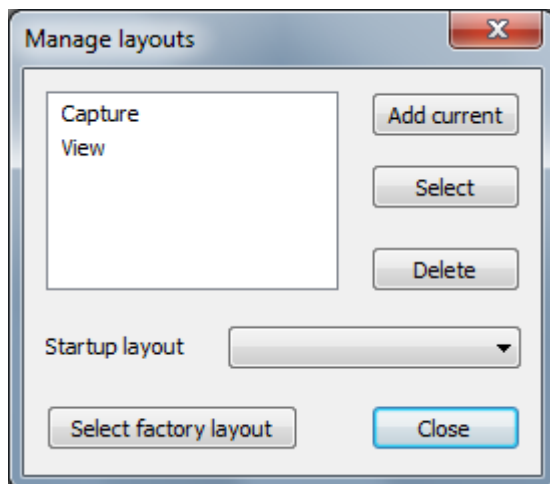 Manage layouts
Capture
View
Add current
Select
Delete
Startup layout
Select factory layout
Close